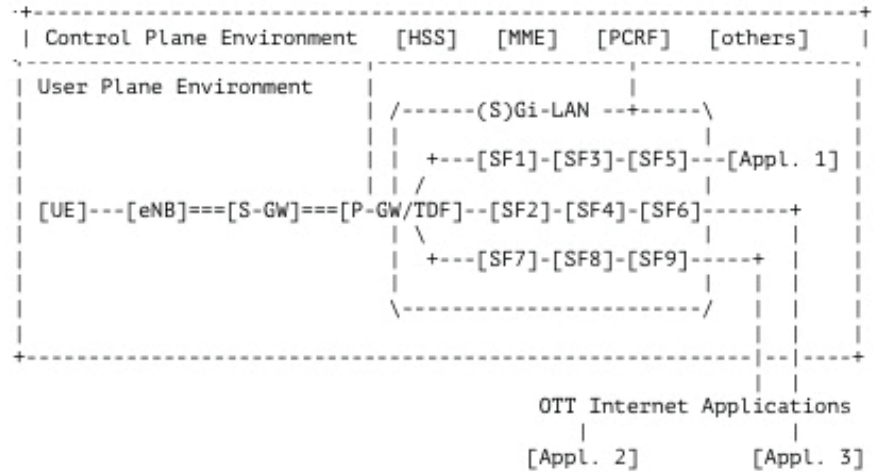 Control Plane Environment [HSS] [MME] [PCRF] [others]
User Plane Environment
(S)Gi-LAN
[SF1]-[SF3]-[SF5]---[Appl. 1]
[UE]---[eNB]===[S-GW]===[P-GW/TDF]--[SF2]-[SF4]-[SF6]
[SF7]-[SF8]-[SF9]
OTT Internet Applications
[Appl. 2] [Appl. 3]